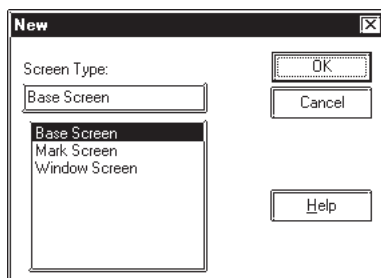 New
Screen Type:
Base Screen
Base Screen
Mark Screen
Window Screen
OK
Cancel
Help